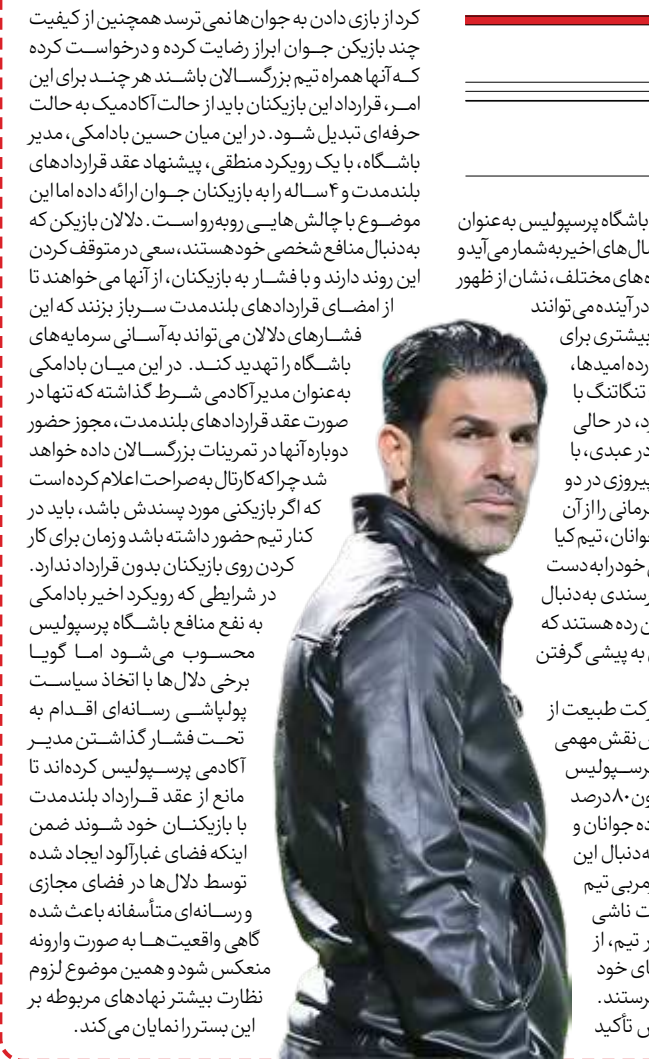 باشگاه پرسپولیس به‌عنوان
ال‌های اخیر به‌شمار می‌آید و
ه‌های مختلف، نشان از ظهور
در آینده می‌توانند
بیشتری برای
رده امیدها،
تنگاتنگ با
د، در حالی
در عبدی، با
پیروزی در دو
رمانی را از آن
جوانان، تیم کیا
خود را به دست
رسندی به‌دنبال
ن رده هستند که
به پیشی گرفتن
رکت طبیعت از
ش نقش مهمی
پرسپولیس
ون ۸۰درصد
ده جوانان و
ه‌دنبال این
مربی تیم
ت ناشی
ر تیم، از
ای خود
رستند.
ش تأکید
کرد از بازی دادن به جوان‌ها نمی‌ترسد همچنین از کیفیت
چند بازیکن جوان ابراز رضایت کرده و درخواست کرده
که آنها همراه تیم بزرگسالان باشند هر چند برای این
امر، قرارداد این بازیکنان باید از حالت آکادمیک به حالت
حرفه‌ای تبدیل شود. در این میان حسین بادامکی، مدیر
باشگاه، با یک رویکرد منطقی، پیشنهاد عقد قراردادهای
بلندمدت و ۴ساله را به بازیکنان جوان ارائه داده اما این
موضوع با چالش‌هایی روبه‌رو است. دلالان بازیکن که
به‌دنبال منافع شخصی خود هستند، سعی در متوقف کردن
این روند دارند و با فشار به بازیکنان، از آنها می‌خواهند تا
از امضای قراردادهای بلندمدت سرباز بزنند که این
فشارهای دلالان می‌تواند به آسانی سرمایه‌های
باشگاه را تهدید کند. در این میان بادامکی
به‌عنوان مدیر آکادمی شرط گذاشته که تنها در
صورت عقد قراردادهای بلندمدت، مجوز حضور
دوباره آنها در تمرینات بزرگسالان داده خواهد
شد چراکه کارتال به‌صراحت اعلام کرده است
که اگر بازیکنی مورد پسندش باشد، باید در
کنار تیم حضور داشته باشد و زمان برای کار
کردن روی بازیکنان بدون قرارداد ندارد.
در شرایطی که رویکرد اخیر بادامکی
به نفع منافع باشگاه پرسپولیس
محسوب می‌شود اما گویا
برخی دلال‌ها با اتخاذ سیاست
پولپاشی رسانه‌ای اقدام به
تحت فشار گذاشتن مدیر
آکادمی پرسپولیس کرده‌اند تا
مانع از عقد قرارداد بلندمدت
با بازیکنان خود شوند ضمن
اینکه فضای غبارآلود ایجاد شده
توسط دلال‌ها در فضای مجازی
و رسانه‌ای متأسفانه باعث شده
گاهی واقعیت‌ها به صورت وارونه
منعکس شود و همین موضوع لزوم
نظارت بیشتر نهادهای مربوطه بر
این بستر را نمایان می‌کند.